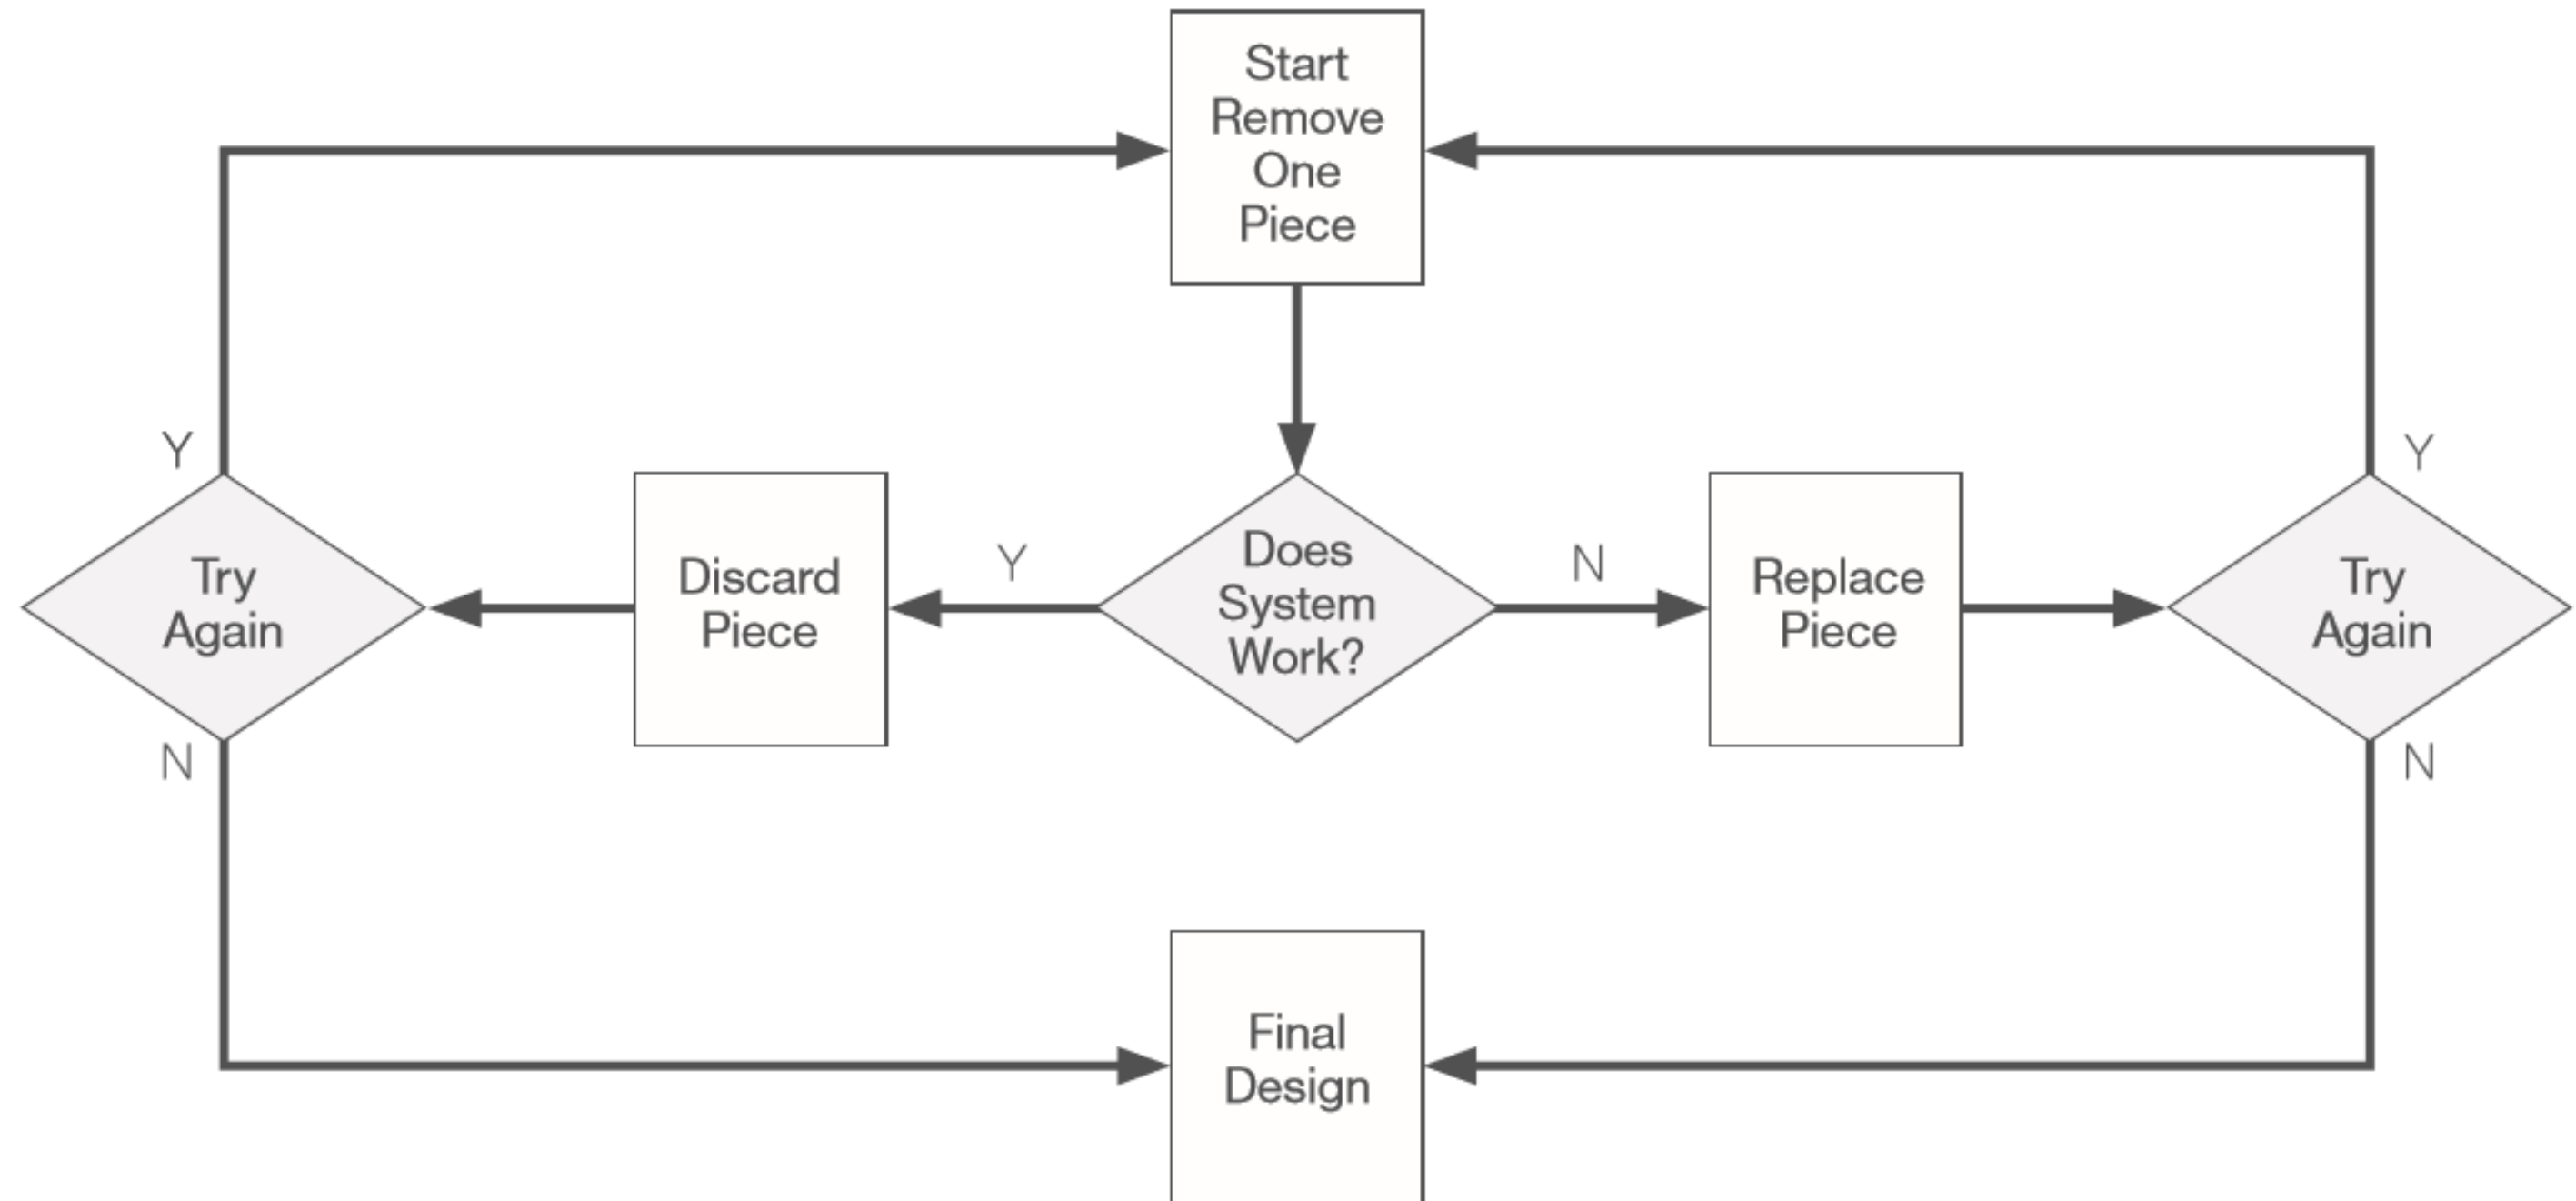 Start
Remove
One
Piece
Y
Try
Again
N
Discard
Piece
Y
Does
System
Work?
N
Replace
Piece
Y
Try
Again
N
Final
Design